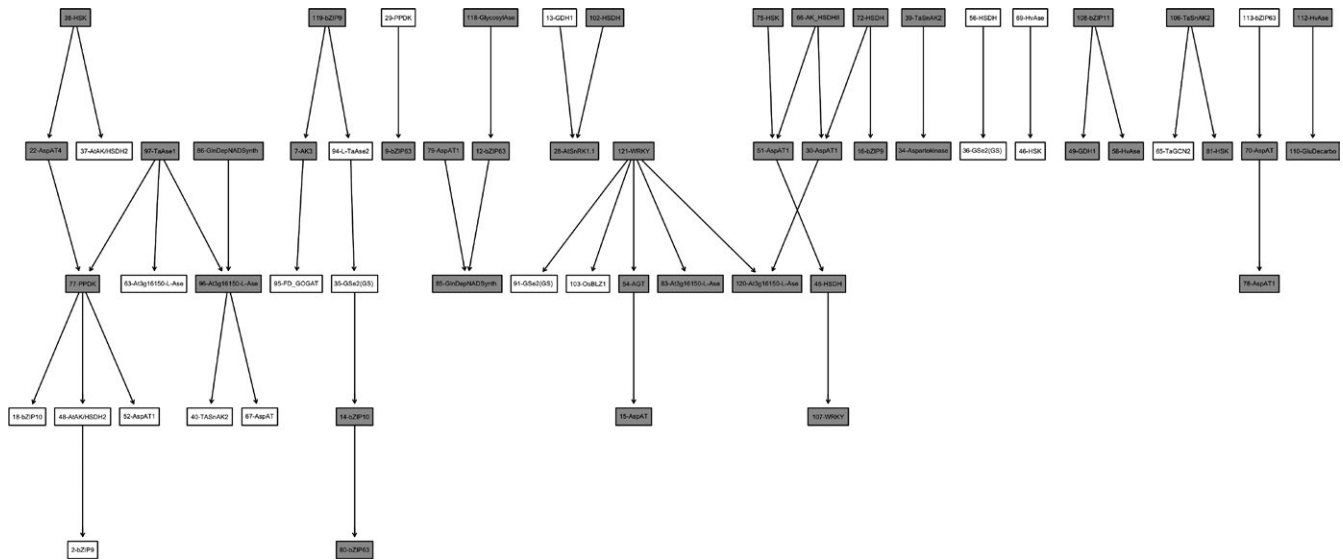 38-HSK
119-bZIP9
29-PPDK
118-GlycosylAse
13-GDH1
102-HSDH
75-HSK
72-HSDH
39-TaSnAK2
56-HSDH
69-HvAse
106-TaSnAK2
113-bZIP63
112-HvAse
22-AspAT4
37-AtAK/HSDH2
97-TaAse1
86-GlnDepNADSynth
7-AK3
94-L-TaAse2
9-bZIP63
79-AspAT1
12-bZIP63
28-AtSnRK1.1
121-WRKY
51-AspAT1
30-AspAT1
16-bZIP9
34-Aspartokinase
36-GSe2(GS)
46-HSK
49-GDH1
58-HvAse
65-TaGCN2
81-HSK
70-AspAT
110-GluDecarbo
77-PPDK
63-At3g16150-L-Ase
96-At3g16150-L-Ase
95-FD_GOGAT
35-GSe2(GS)
85-GlnDepNADSynth
91-GSe2(GS)
103-OsBLZ1
54-AGT
83-At3g16150-L-Ase
120-At3g16150-L-Ase
45-HSDH
78-AspAT1
18-bZIP10
48-AtAK/HSDH2
52-AspAT1
40-TASnAK2
67-AspAT
14-bZIP10
15-AspAT
107-WRKY
2-bZIP9
80-bZIP63